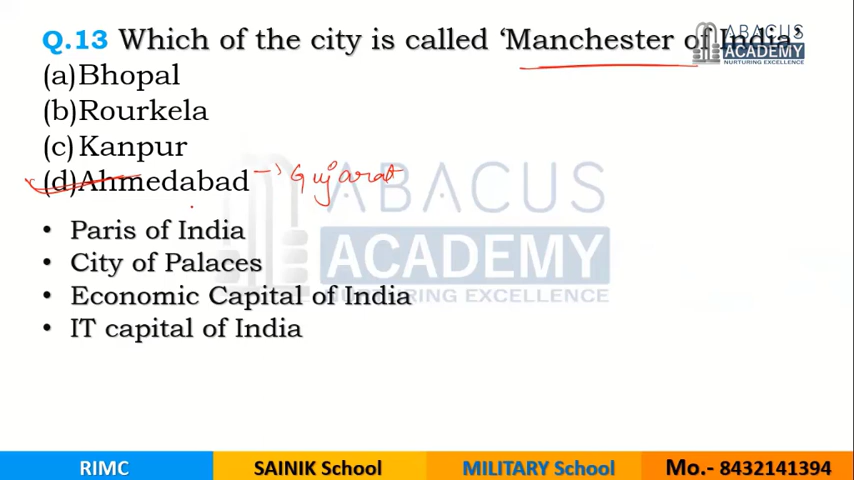 Q.13 Which of the city is called ‘Manchester of India’
ABACUS
ACADEMY
NURTURING EXCELLENCE
(a)Bhopal
(b)Rourkela
(c)Kanpur
(d)Ahmedabad → Gujarat
ABACUS
ACADEMY
NURTURING EXCELLENCE
• Paris of India
• City of Palaces
• Economic Capital of India
• IT capital of India
RIMC
SAINIK School
MILITARY School
Mo.- 8432141394